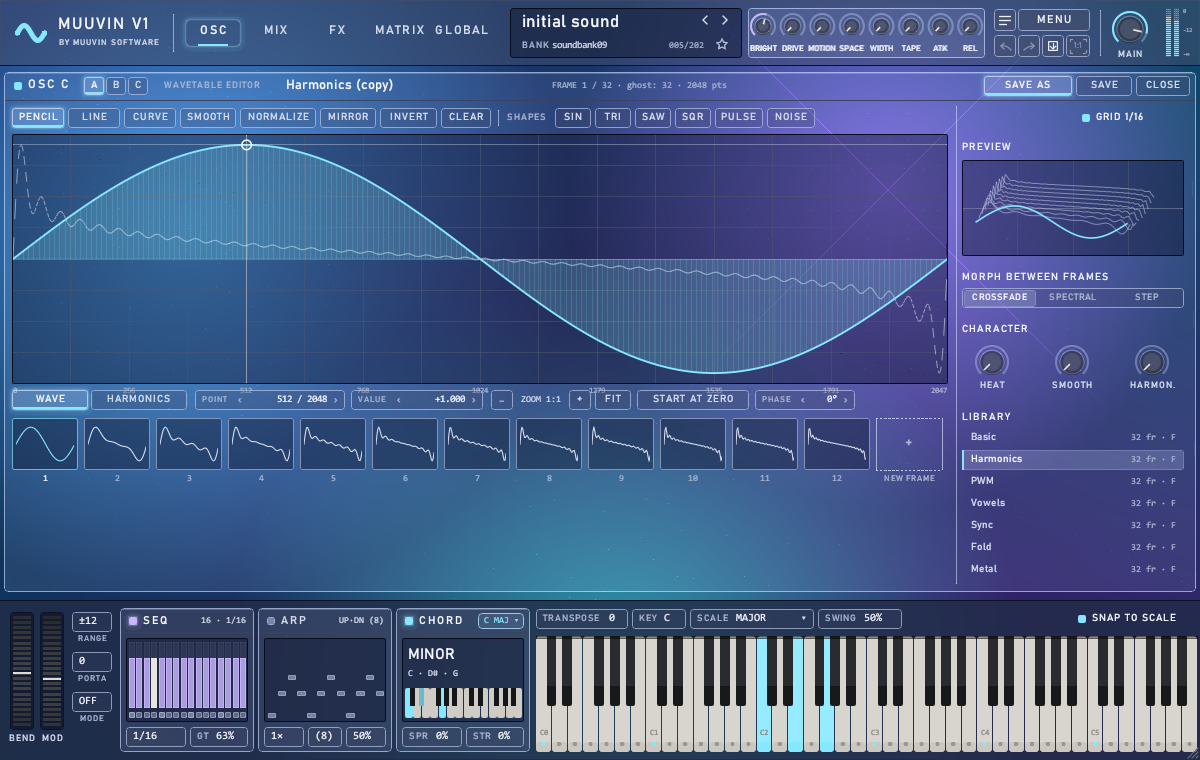 MUUVIN V1
BY MUUVIN SOFTWARE
OSC MIX FX MATRIX GLOBAL
initial sound
BANK soundbank09 005/202
BRIGHT DRIVE MOTION SPACE WIDTH TAPE ATK REL
MENU
1:1
MAIN
0
-12
-∞
OSC C A B C WAVETABLE EDITOR Harmonics (copy) FRAME 1 / 32 · ghost: 32 · 2048 pts SAVE AS SAVE CLOSE
PENCIL LINE CURVE SMOOTH NORMALIZE MIRROR INVERT CLEAR SHAPES SIN TRI SAW SQR PULSE NOISE GRID 1/16
0 256 512 768 1024 1279 1535 1791 2047
WAVE HARMONICS POINT ‹ 512 / 2048 › VALUE ‹ +1.000 › – ZOOM 1:1 + FIT START AT ZERO PHASE ‹ 0° ›
+
1 2 3 4 5 6 7 8 9 10 11 12 NEW FRAME
PREVIEW
MORPH BETWEEN FRAMES
CROSSFADE SPECTRAL STEP
CHARACTER
HEAT SMOOTH HARMON.
LIBRARY
Basic 32 fr · F
Harmonics 32 fr · F
PWM 32 fr · F
Vowels 32 fr · F
Sync 32 fr · F
Fold 32 fr · F
Metal 32 fr · F
±12
RANGE
0
PORTA
OFF
MODE
BEND MOD
SEQ 16 · 1/16
1/16 GT 63%
ARP UP·DN (8)
1× (8) 50%
CHORD C MAJ
MINOR
C · D# · G
SPR 0% STR 0%
TRANSPOSE 0 KEY C SCALE MAJOR SWING 50% SNAP TO SCALE
C0 C1 C2 C3 C4 C5